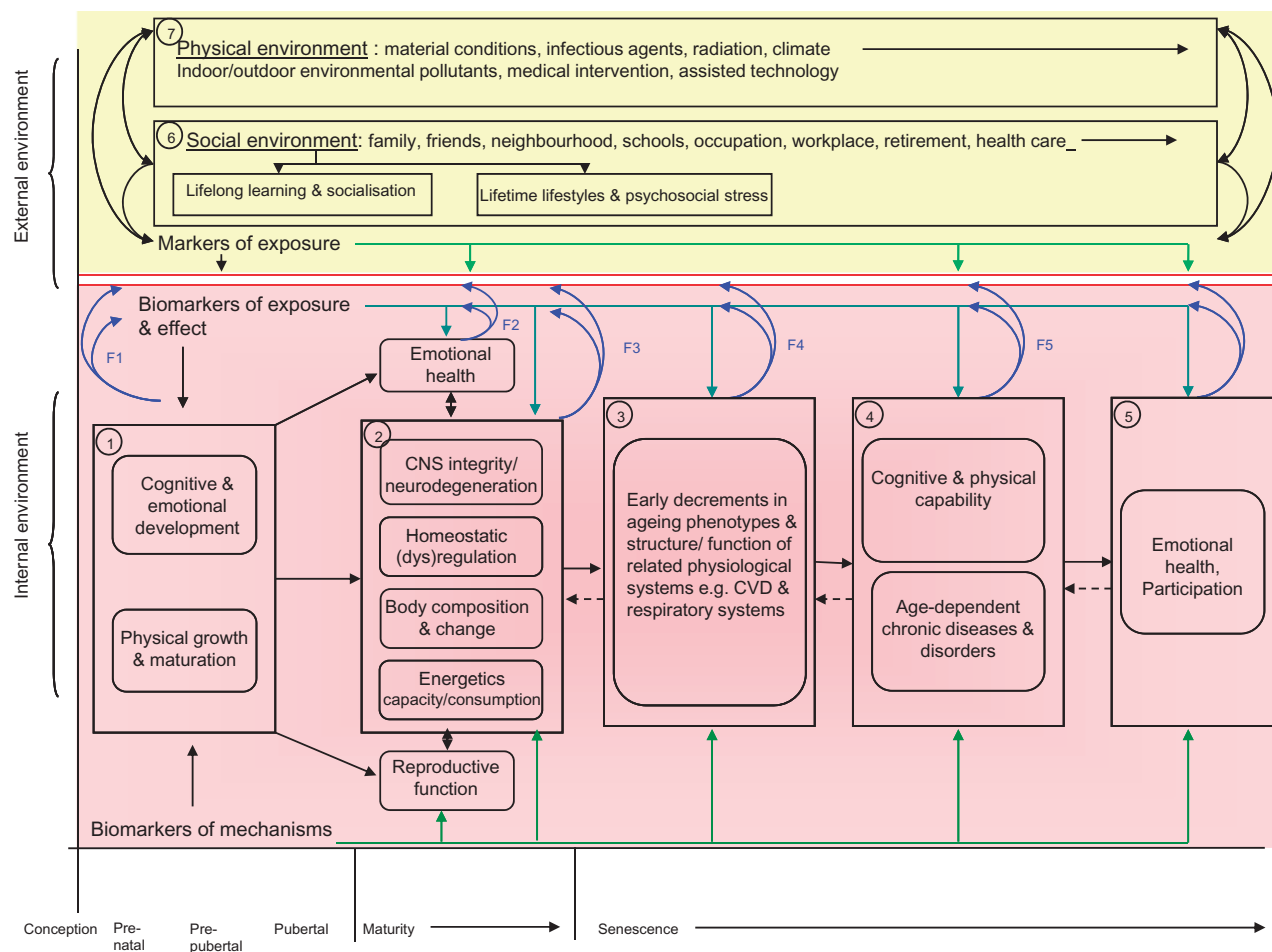 External environment
7
Physical environment : material conditions, infectious agents, radiation, climate
Indoor/outdoor environmental pollutants, medical intervention, assisted technology
6
Social environment: family, friends, neighbourhood, schools, occupation, workplace, retirement, health care_
Lifelong learning & socialisation
Lifetime lifestyles & psychosocial stress
Markers of exposure
Internal environment
Biomarkers of exposure
& effect
F1
F2
F3
F4
F5
Emotional
health
1
Cognitive &
emotional
development
Physical growth
& maturation
2
CNS integrity/
neurodegeneration
Homeostatic
(dys)regulation
Body composition
& change
Energetics
capacity/consumption
Reproductive
function
3
Early decrements in
ageing phenotypes &
structure/ function of
related physiological
systems e.g. CVD &
respiratory systems
4
Cognitive & physical
capability
Age-dependent
chronic diseases &
disorders
5
Emotional
health,
Participation
Biomarkers of mechanisms
Conception
Pre-
natal
Pre-
pubertal
Pubertal
Maturity
Senescence